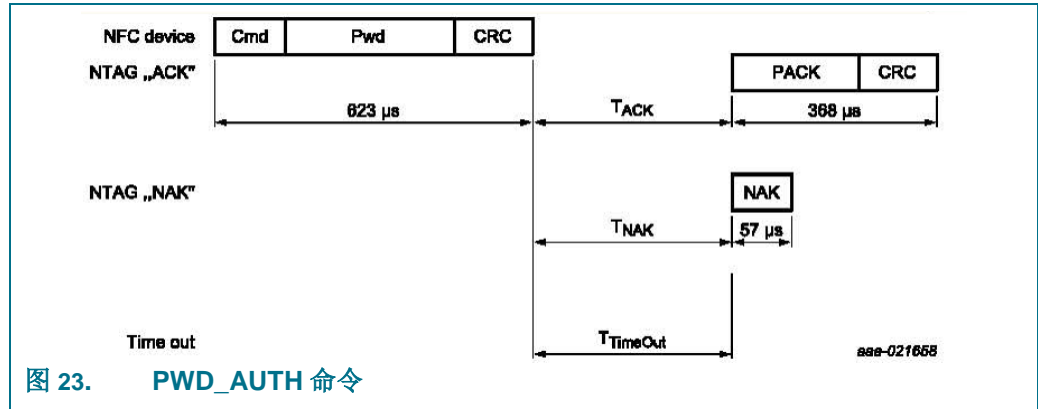 NFC device Cmd Pwd CRC
NTAG „ACK" PACK CRC
623 µs TACK 368 µs
NTAG „NAK" NAK
TNAK 57 µs
Time out TTimeOut aaa-021658
图 23. PWD_AUTH 命令